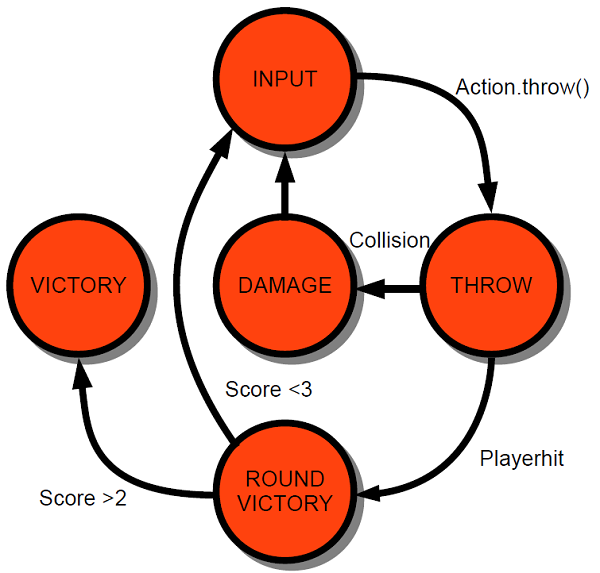 INPUT
Action.throw()
Collision
VICTORY
DAMAGE
THROW
Score <3
Playerhit
ROUND
VICTORY
Score >2